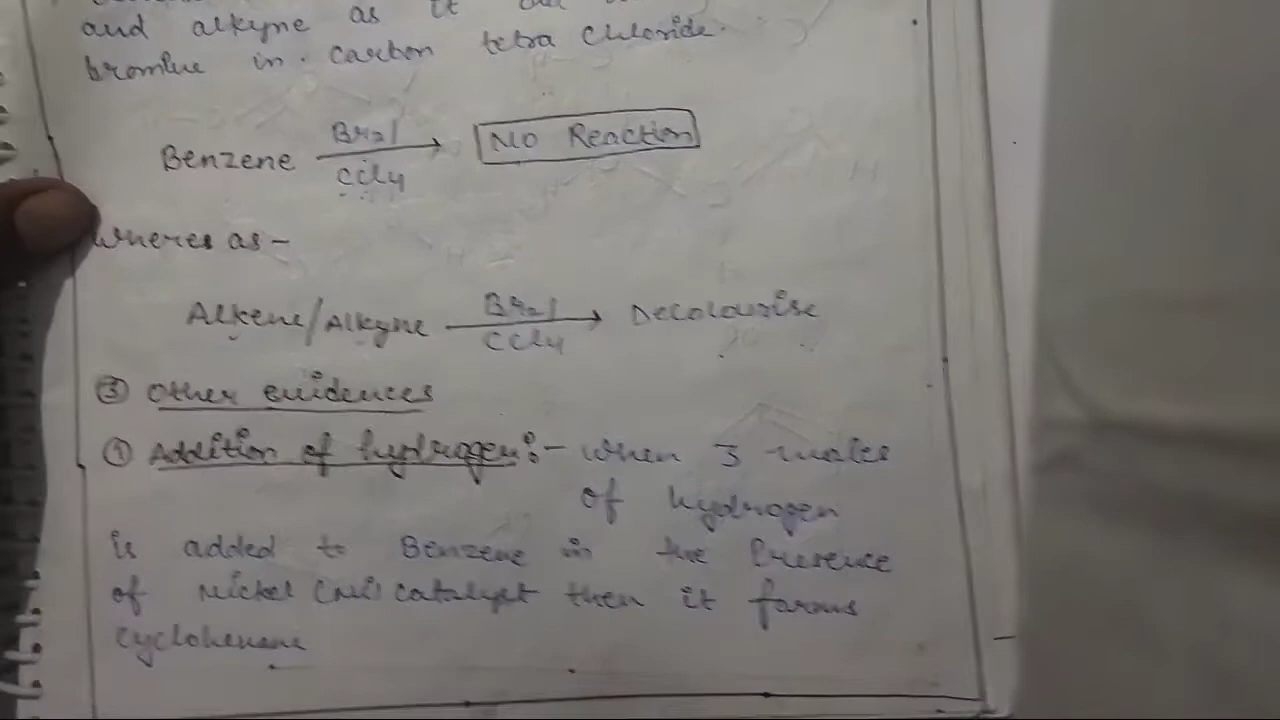 and alkyne as it
bromine in carbon tetra chloride.
Benzene Br2/ CCl4 → No Reaction
Wheres as -
Alkene/Alkyne Br2/ CCl4 → Decolourise
③ Other evidences
① Addition of hydrogen :- When 3 moles
of hydrogen
is added to Benzene in the Presence
of Nickel (Ni) catalyst then it forms
cyclohexane